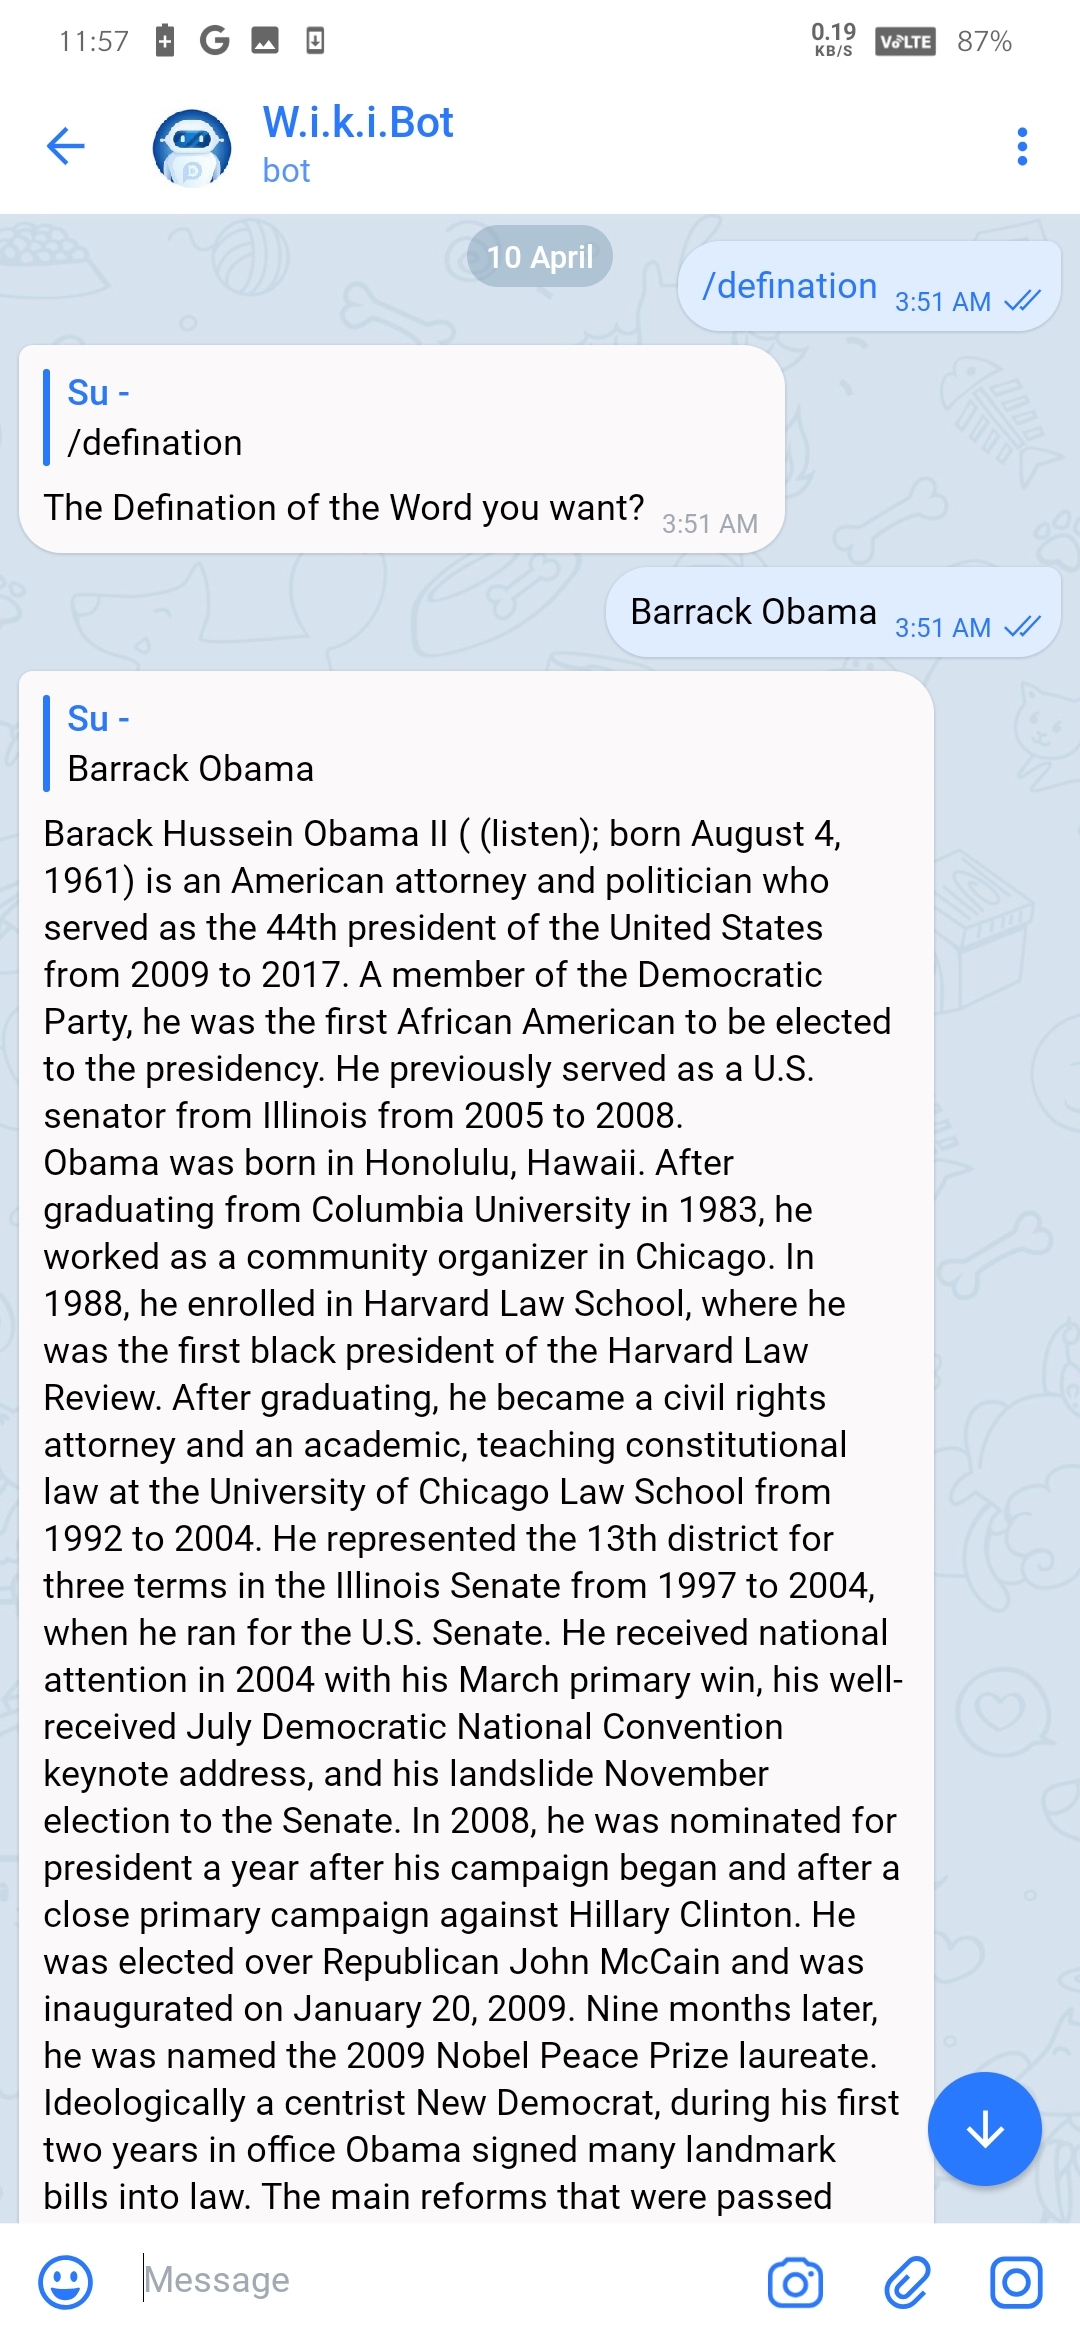 11:57
0.19
KB/S
VoLTE
87%
W.i.k.i.Bot
bot
10 April
/defination
3:51 AM
Su -
/defination
The Defination of the Word you want?
3:51 AM
Barrack Obama
3:51 AM
Su -
Barrack Obama
Barack Hussein Obama II ( (listen); born August 4,
1961) is an American attorney and politician who
served as the 44th president of the United States
from 2009 to 2017. A member of the Democratic
Party, he was the first African American to be elected
to the presidency. He previously served as a U.S.
senator from Illinois from 2005 to 2008.
Obama was born in Honolulu, Hawaii. After
graduating from Columbia University in 1983, he
worked as a community organizer in Chicago. In
1988, he enrolled in Harvard Law School, where he
was the first black president of the Harvard Law
Review. After graduating, he became a civil rights
attorney and an academic, teaching constitutional
law at the University of Chicago Law School from
1992 to 2004. He represented the 13th district for
three terms in the Illinois Senate from 1997 to 2004,
when he ran for the U.S. Senate. He received national
attention in 2004 with his March primary win, his well-
received July Democratic National Convention
keynote address, and his landslide November
election to the Senate. In 2008, he was nominated for
president a year after his campaign began and after a
close primary campaign against Hillary Clinton. He
was elected over Republican John McCain and was
inaugurated on January 20, 2009. Nine months later,
he was named the 2009 Nobel Peace Prize laureate.
Ideologically a centrist New Democrat, during his first
two years in office Obama signed many landmark
bills into law. The main reforms that were passed
Message